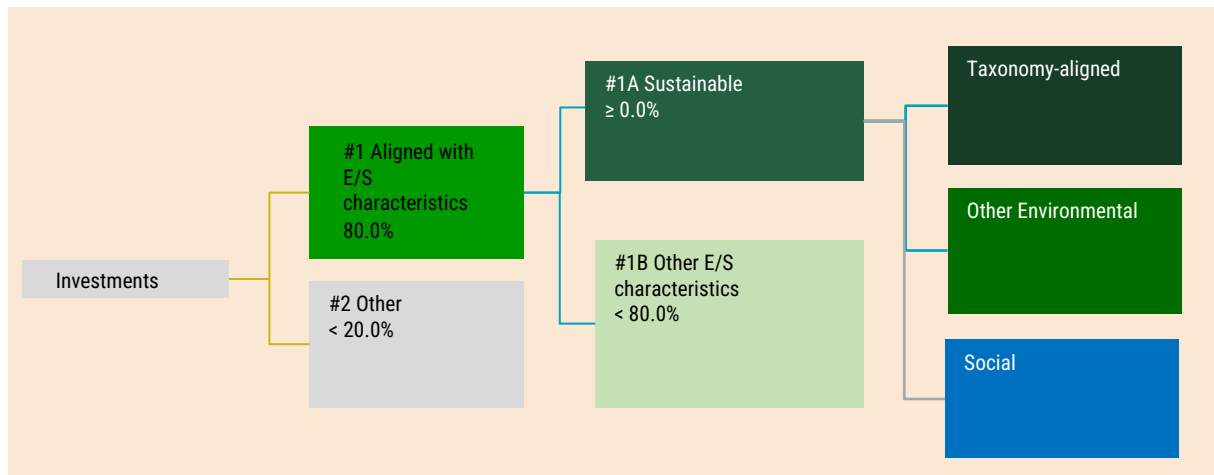 Investments
#1 Aligned with
E/S
characteristics
80.0%
#2 Other
< 20.0%
#1A Sustainable
≥ 0.0%
#1B Other E/S
characteristics
< 80.0%
Taxonomy-aligned
Other Environmental
Social